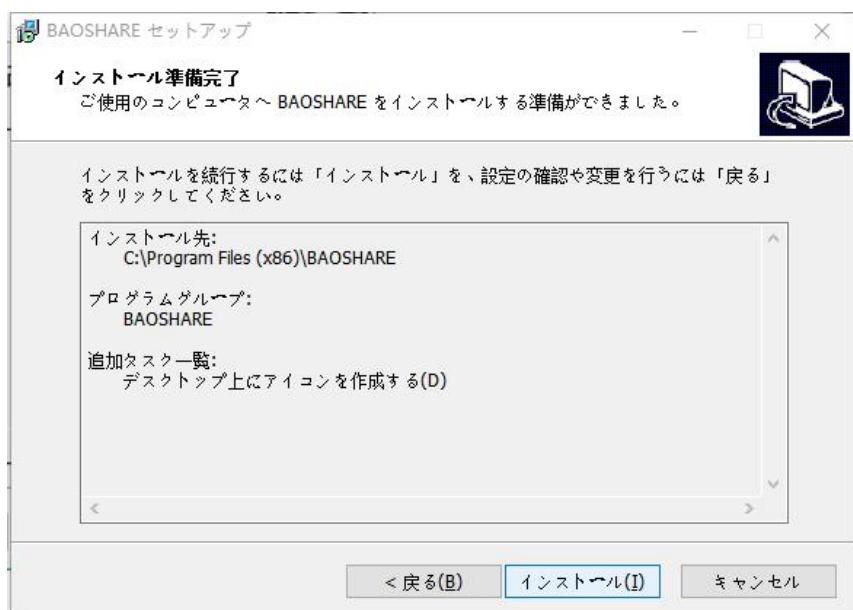 BAOSHARE セットアップ
インストール準備完了
ご使用のコンピュータへ BAOSHARE をインストールする準備ができました。
インストールを続行するには「インストール」を、設定の確認や変更を行うには「戻る」
をクリックしてください。
インストール先:
C:\Program Files (x86)\BAOSHARE
プログラムグループ:
BAOSHARE
追加タスク一覧:
デスクトップ上にアイコンを作成する(D)
< 戻る(B)
インストール(I)
キャンセル